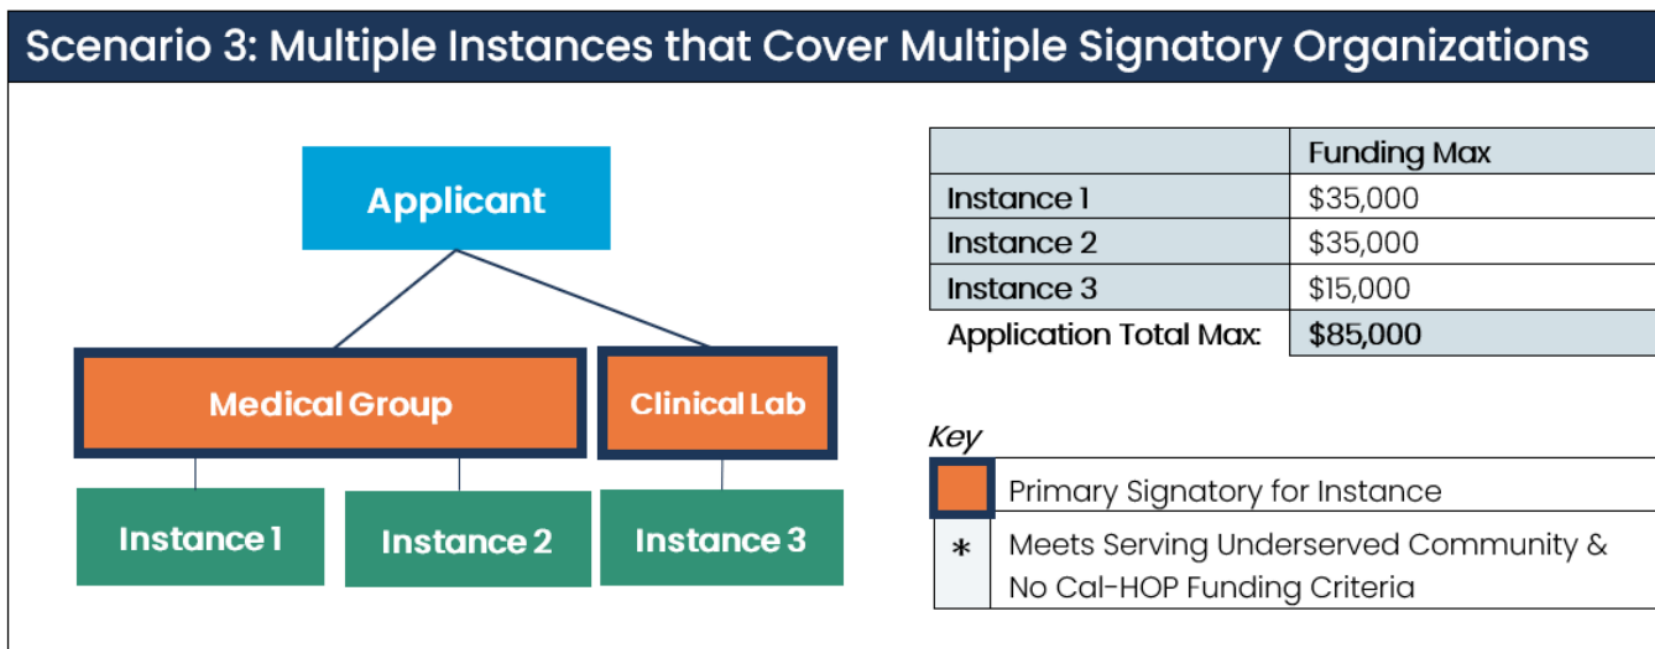 Scenario 3: Multiple Instances that Cover Multiple Signatory Organizations
Applicant
Medical Group
Clinical Lab
Instance 1
Instance 2
Instance 3
Funding Max
Instance 1 $35,000
Instance 2 $35,000
Instance 3 $15,000
Application Total Max: $85,000
Key
Primary Signatory for Instance
* Meets Serving Underserved Community &
No Cal-HOP Funding Criteria